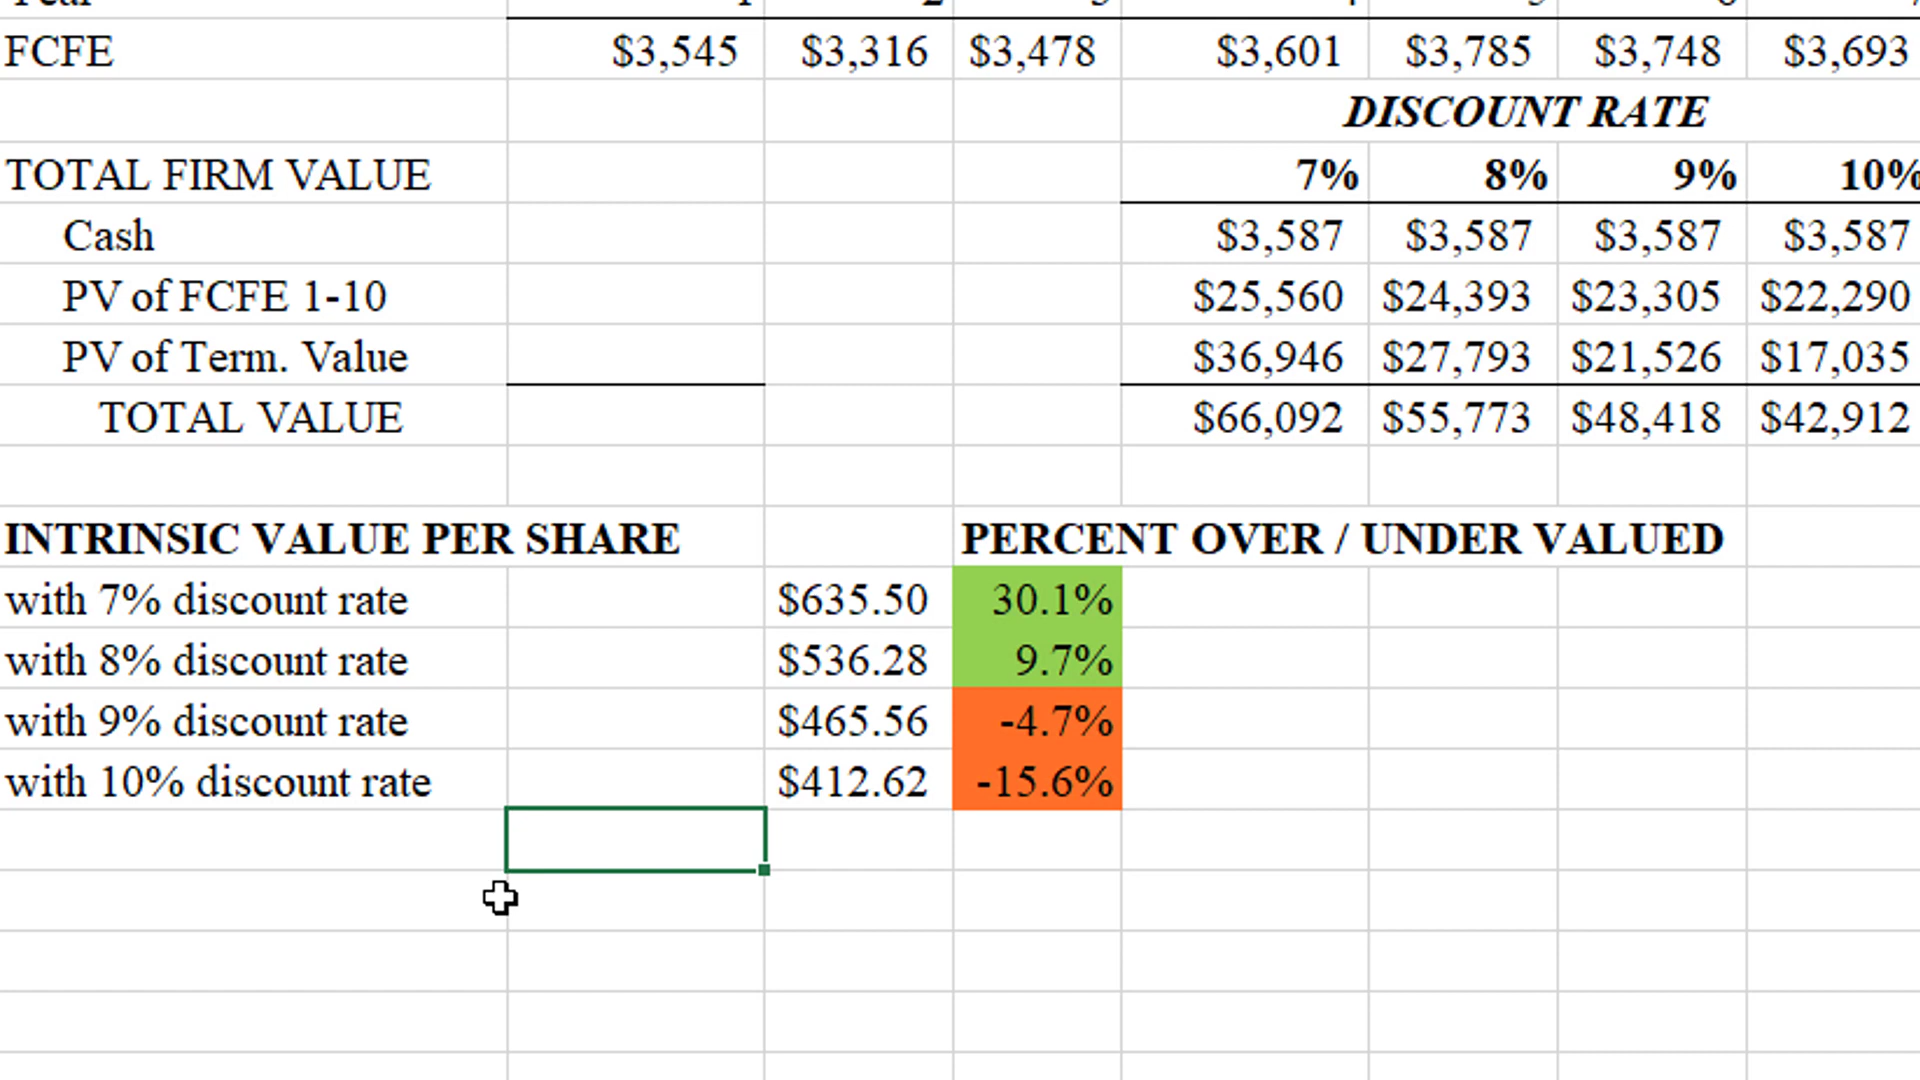 FCFE $3,545 $3,316 $3,478 $3,601 $3,785 $3,748 $3,693
DISCOUNT RATE
TOTAL FIRM VALUE 7% 8% 9% 10%
Cash $3,587 $3,587 $3,587 $3,587
PV of FCFE 1-10 $25,560 $24,393 $23,305 $22,290
PV of Term. Value $36,946 $27,793 $21,526 $17,035
TOTAL VALUE $66,092 $55,773 $48,418 $42,912
INTRINSIC VALUE PER SHARE PERCENT OVER / UNDER VALUED
with 7% discount rate $635.50 30.1%
with 8% discount rate $536.28 9.7%
with 9% discount rate $465.56 -4.7%
with 10% discount rate $412.62 -15.6%